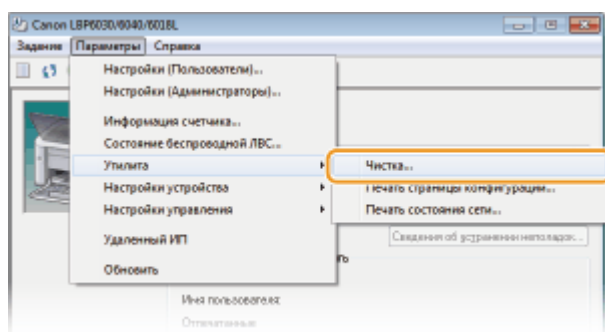 Canon LBP6030/6040/6018L
Задание Параметры Справка
Настройки (Пользователи)...
Настройки (Администраторы)...
Информация счетчика...
Состояние беспроводной ЛВС...
Утилита
Чистка...
Настройки устройства
Печать страницы конфигурации...
Настройки управления
Печать состояния сети...
Удаленный ИП
Сведения об устранении неполадок...
Обновить
Имя пользователя:
Отпечатанные